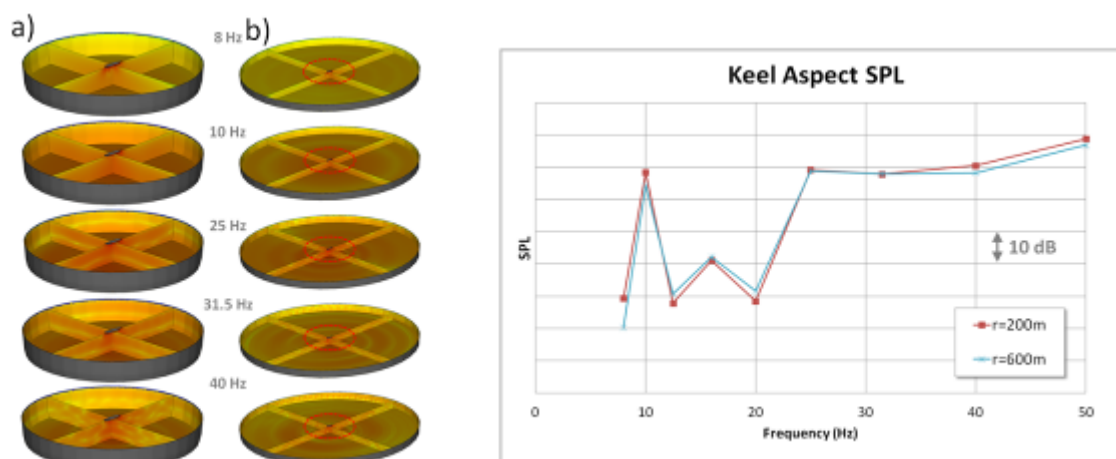 a)
b)
8 Hz
10 Hz
25 Hz
31.5 Hz
40 Hz
Keel Aspect SPL
SPL
10 dB
r=200m
r=600m
0 10 20 30 40 50
Frequency (Hz)